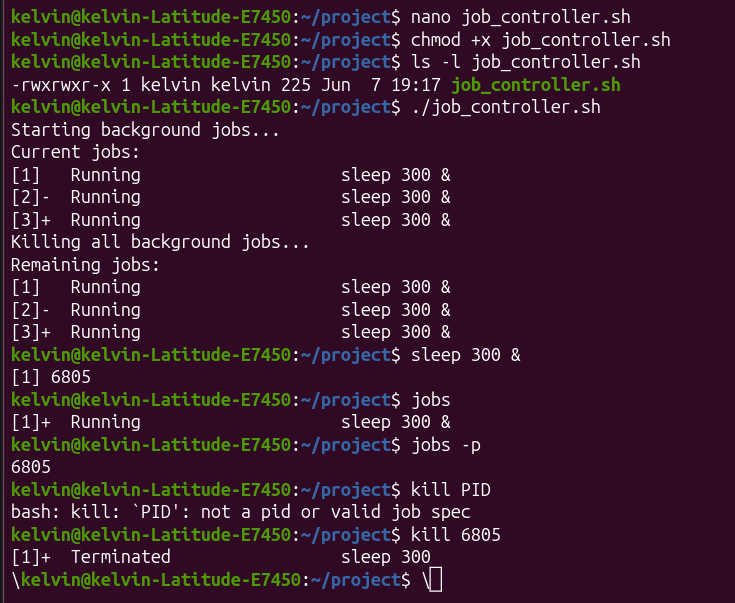 kelvin@kelvin-Latitude-E7450:~/project$ nano job_controller.sh
kelvin@kelvin-Latitude-E7450:~/project$ chmod +x job_controller.sh
kelvin@kelvin-Latitude-E7450:~/project$ ls -l job_controller.sh
-rwxrwxr-x 1 kelvin kelvin 225 Jun  7 19:17 job_controller.sh
kelvin@kelvin-Latitude-E7450:~/project$ ./job_controller.sh
Starting background jobs...
Current jobs:
[1]   Running                    sleep 300 &
[2]-  Running                    sleep 300 &
[3]+  Running                    sleep 300 &
Killing all background jobs...
Remaining jobs:
[1]   Running                    sleep 300 &
[2]-  Running                    sleep 300 &
[3]+  Running                    sleep 300 &
kelvin@kelvin-Latitude-E7450:~/project$ sleep 300 &
[1] 6805
kelvin@kelvin-Latitude-E7450:~/project$ jobs
[1]+  Running                    sleep 300 &
kelvin@kelvin-Latitude-E7450:~/project$ jobs -p
6805
kelvin@kelvin-Latitude-E7450:~/project$ kill PID
bash: kill: `PID': not a pid or valid job spec
kelvin@kelvin-Latitude-E7450:~/project$ kill 6805
[1]+  Terminated                 sleep 300
\kelvin@kelvin-Latitude-E7450:~/project$ \